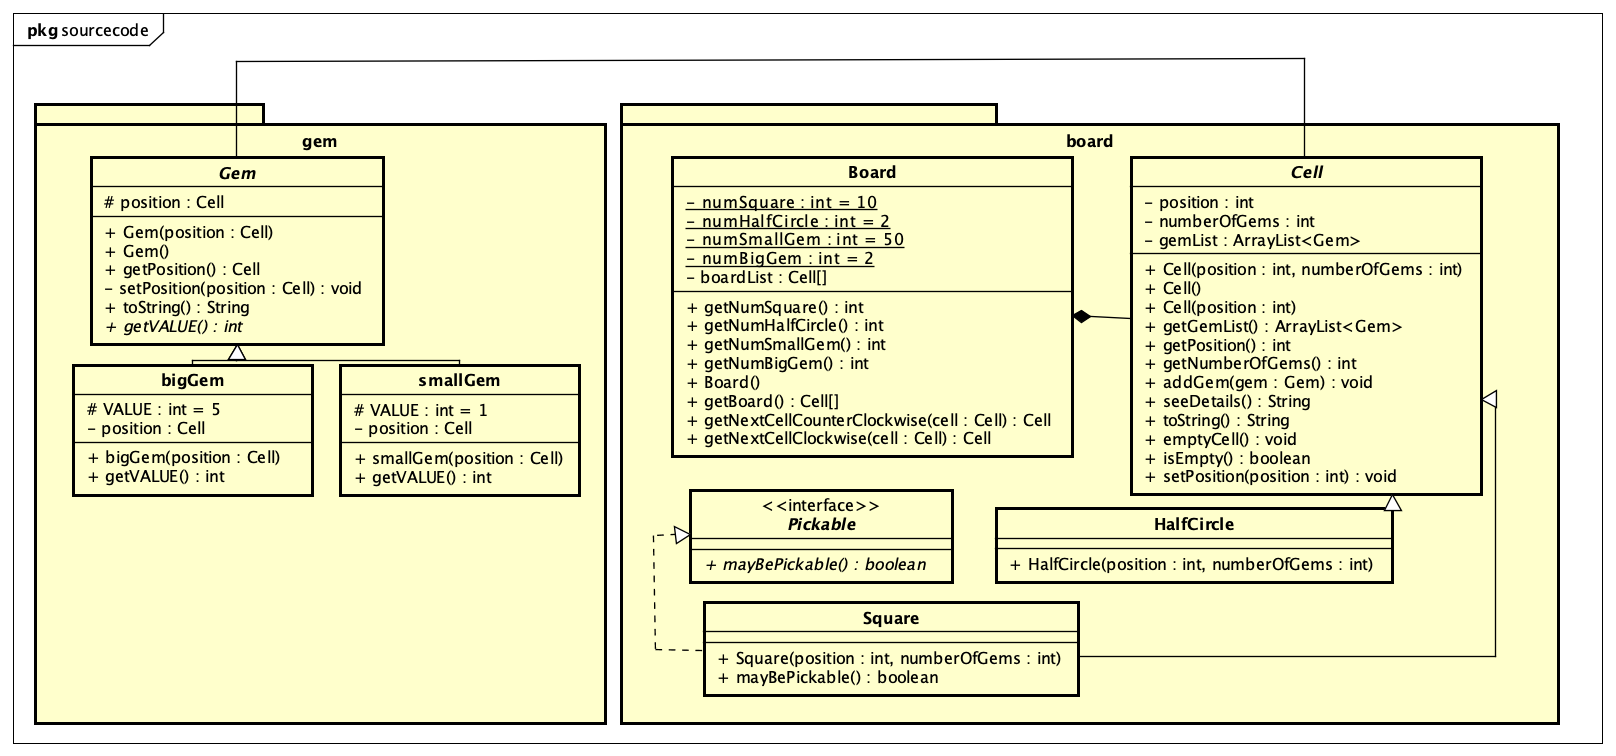 pkg sourcecode
gem
Gem
# position : Cell
+ Gem(position : Cell)
+ Gem()
+ getPosition() : Cell
- setPosition(position : Cell) : void
+ toString() : String
+ getVALUE() : int
bigGem
# VALUE : int = 5
- position : Cell
+ bigGem(position : Cell)
+ getVALUE() : int
smallGem
# VALUE : int = 1
- position : Cell
+ smallGem(position : Cell)
+ getVALUE() : int
board
Board
- numSquare : int = 10
- numHalfCircle : int = 2
- numSmallGem : int = 50
- numBigGem : int = 2
- boardList : Cell[]
+ getNumSquare() : int
+ getNumHalfCircle() : int
+ getNumSmallGem() : int
+ getNumBigGem() : int
+ Board()
+ getBoard() : Cell[]
+ getNextCellCounterClockwise(cell : Cell) : Cell
+ getNextCellClockwise(cell : Cell) : Cell
Cell
- position : int
- numberOfGems : int
- gemList : ArrayList<Gem>
+ Cell(position : int, numberOfGems : int)
+ Cell()
+ Cell(position : int)
+ getGemList() : ArrayList<Gem>
+ getPosition() : int
+ getNumberOfGems() : int
+ addGem(gem : Gem) : void
+ seeDetails() : String
+ toString() : String
+ emptyCell() : void
+ isEmpty() : boolean
+ setPosition(position : int) : void
<<interface>>
Pickable
+ mayBePickable() : boolean
HalfCircle
+ HalfCircle(position : int, numberOfGems : int)
Square
+ Square(position : int, numberOfGems : int)
+ mayBePickable() : boolean